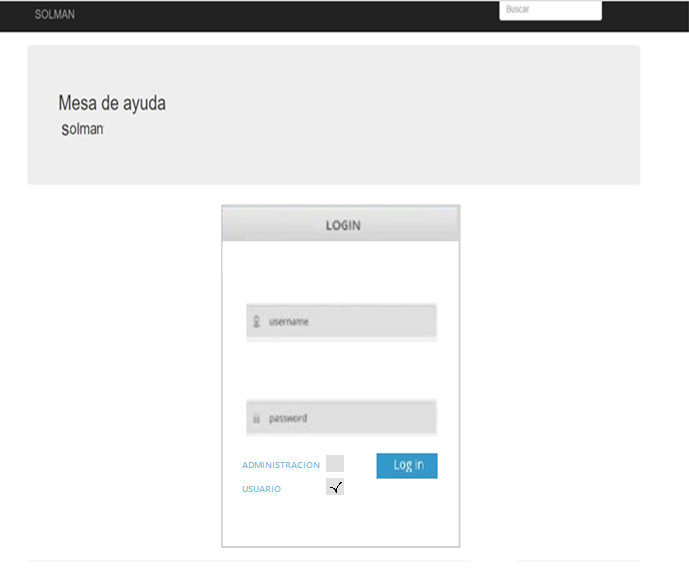 SOLMAN
Buscar
Mesa de ayuda
Solman
LOGIN
username
password
ADMINISTRACION
Log in
USUARIO